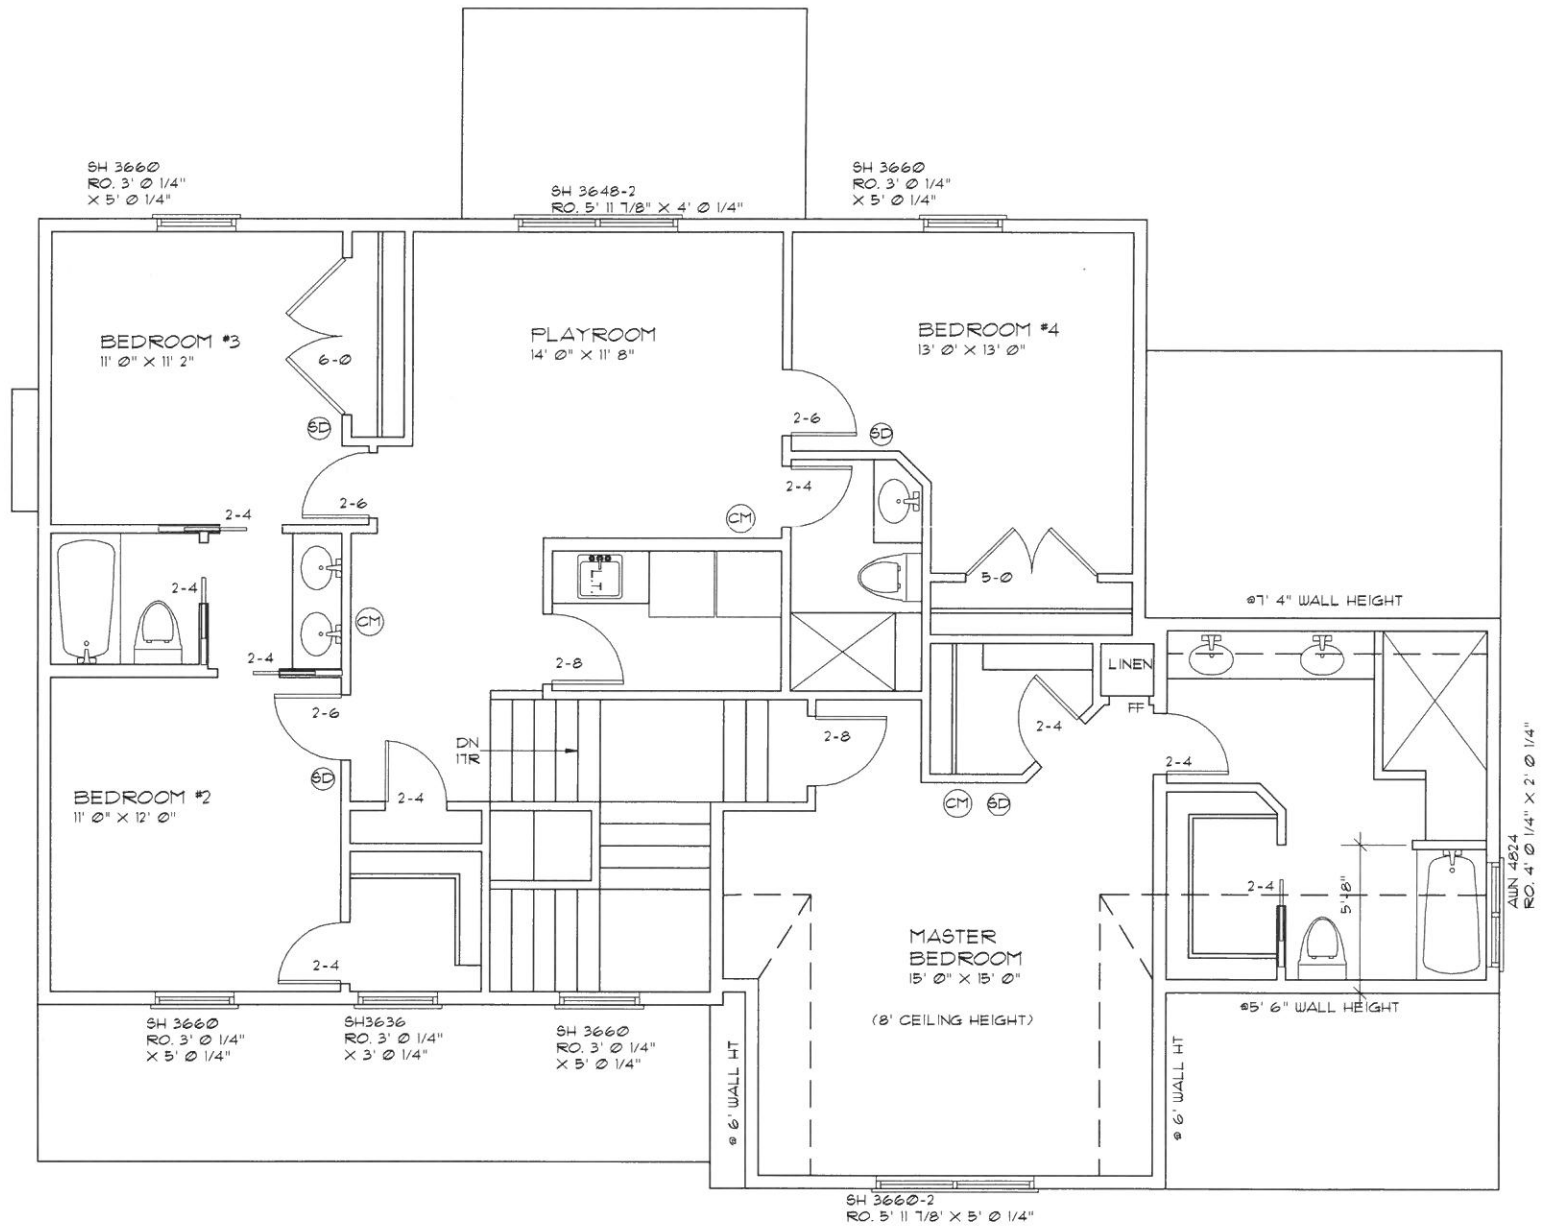 SH 3660
RO. 3' 0 1/4"
X 5' 0 1/4"
SH 3648-2
RO. 5' 11 7/8" X 4' 0 1/4"
SH 3660
RO. 3' 0 1/4"
X 5' 0 1/4"
BEDROOM #3
11' 0" X 11' 2"
6-0
SD
PLAYROOM
14' 0" X 11' 8"
BEDROOM #4
13' 0' X 13' 0"
2-6
SD
2-6
2-4
2-4
CM
5-0
L.T.
2-4
CM
2-4
2-8
@7' 4" WALL HEIGHT
LINEN
FF
2-6
2-4
2-8
2-4
DN
17R
SD
2-4
CM
SD
BEDROOM #2
11' 0" X 12' 0"
2-4
5'-8"
AWN 4824
RO. 4' 0 1/4" X 2' 0 1/4"
MASTER
BEDROOM
15' 0" X 15' 0"
(8' CEILING HEIGHT)
2-4
@5' 6" WALL HEIGHT
SH 3660
RO. 3' 0 1/4"
X 5' 0 1/4"
SH3636
RO. 3' 0 1/4"
X 3' 0 1/4"
SH 3660
RO. 3' 0 1/4"
X 5' 0 1/4"
@ 6' WALL HT
@ 6' WALL HT
SH 3660-2
RO. 5' 11 7/8' X 5' 0 1/4"